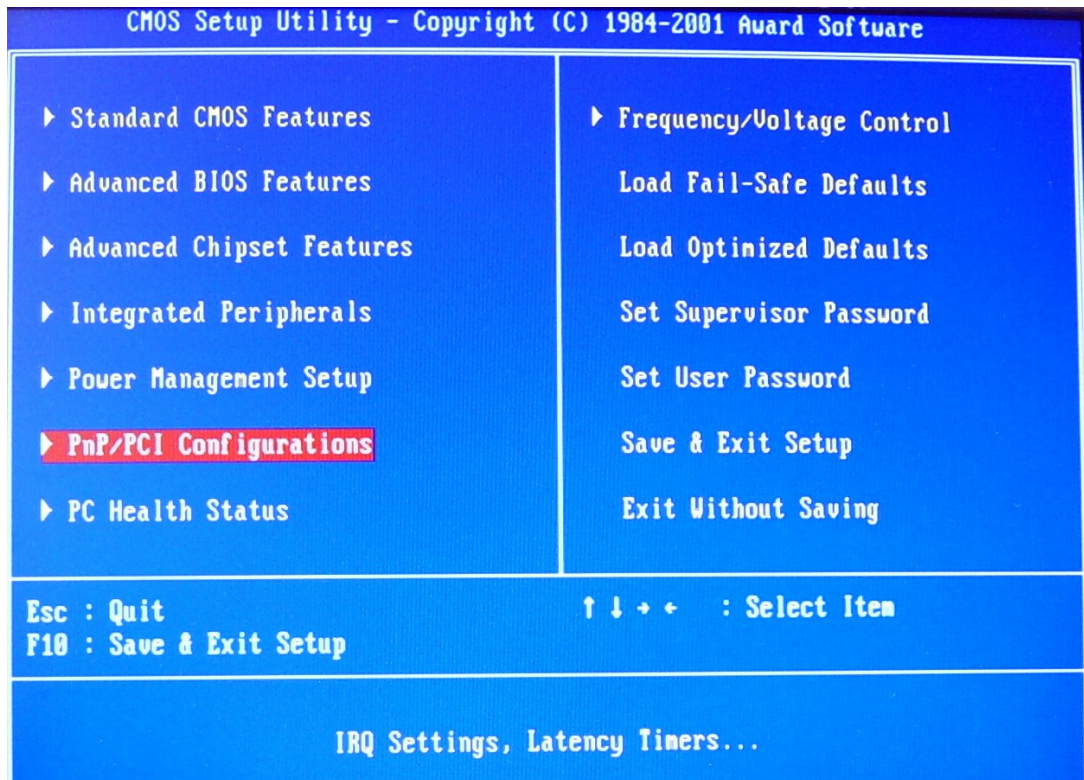 CMOS Setup Utility - Copyright (C) 1984-2001 Award Software
▶ Standard CMOS Features
▶ Advanced BIOS Features
▶ Advanced Chipset Features
▶ Integrated Peripherals
▶ Power Management Setup
▶ PnP/PCI Configurations
▶ PC Health Status
▶ Frequency/Voltage Control
Load Fail-Safe Defaults
Load Optimized Defaults
Set Supervisor Password
Set User Password
Save & Exit Setup
Exit Without Saving
Esc : Quit
F10 : Save & Exit Setup
↑ ↓ → ← : Select Item
IRQ Settings, Latency Timers...